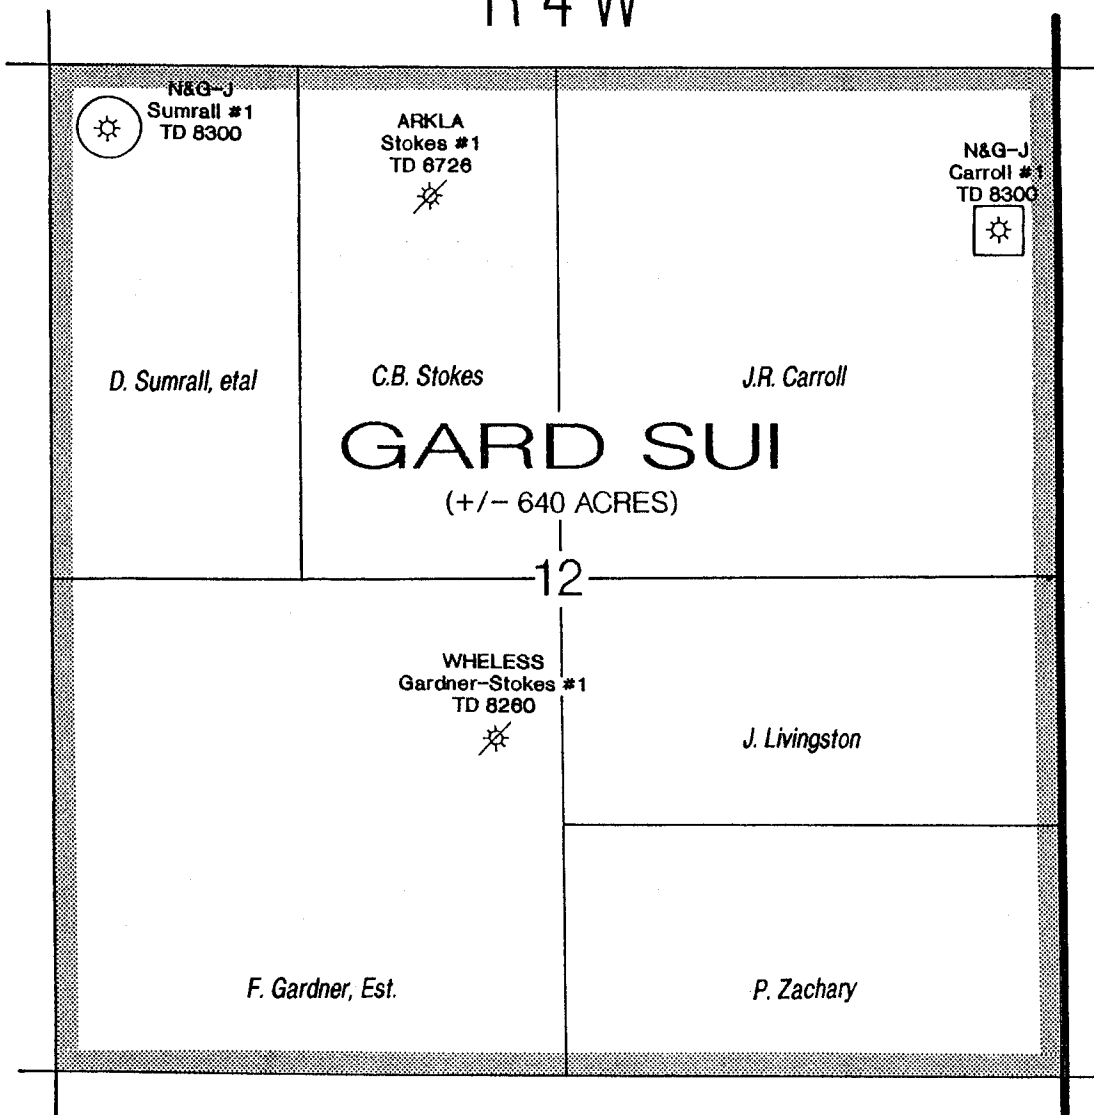 R 4 W
N&G-J
Sumrall #1
TD 8300
ARKLA
Stokes #1
TD 6726
N&G-J
Carroll #1
TD 8300
D. Sumrall, etal
C.B. Stokes
J.R. Carroll
GARD SUI
(+/- 640 ACRES)
12
WHELESS
Gardner-Stokes #1
TD 8260
J. Livingston
F. Gardner, Est.
P. Zachary